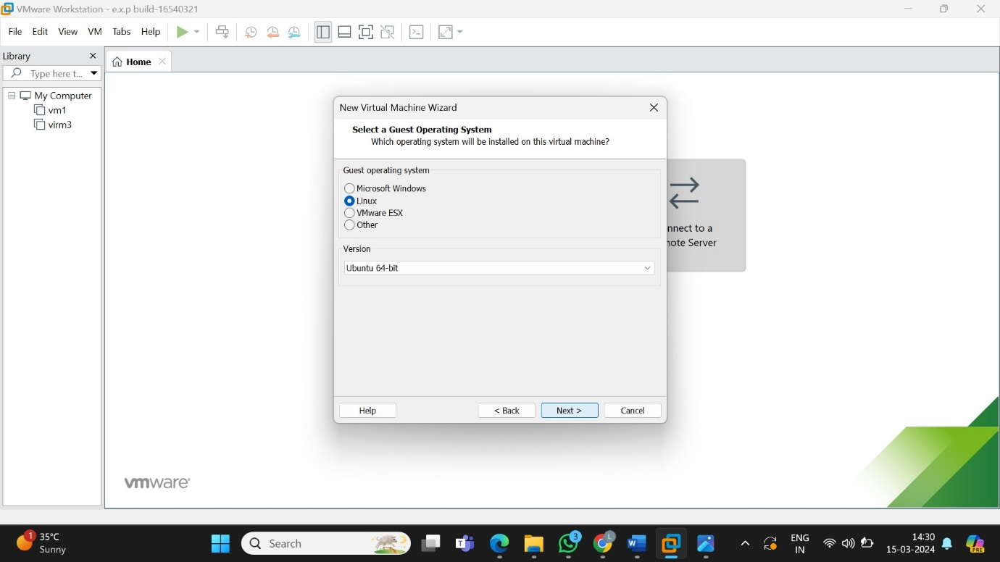 VMware Workstation - e.x.p build-16540321
File Edit View VM Tabs Help
Library
Type here t...
My Computer
vm1
virm3
Home
New Virtual Machine Wizard
Select a Guest Operating System
Which operating system will be installed on this virtual machine?
Guest operating system
Microsoft Windows
Linux
VMware ESX
Other
Version
Ubuntu 64-bit
Help < Back Next > Cancel
nnect to a
note Server
vmware
1
35°C
Sunny
Search
T
3
L
W
ENG
IN
14:30
15-03-2024
PRE